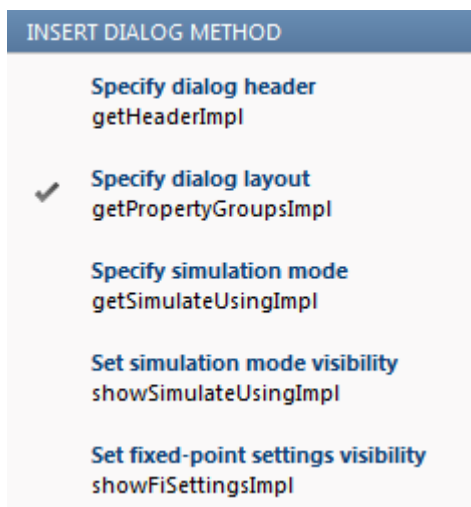 INSERT DIALOG METHOD
Specify dialog header
getHeaderImpl
Specify dialog layout
getPropertyGroupsImpl
Specify simulation mode
getSimulateUsingImpl
Set simulation mode visibility
showSimulateUsingImpl
Set fixed-point settings visibility
showFiSettingsImpl